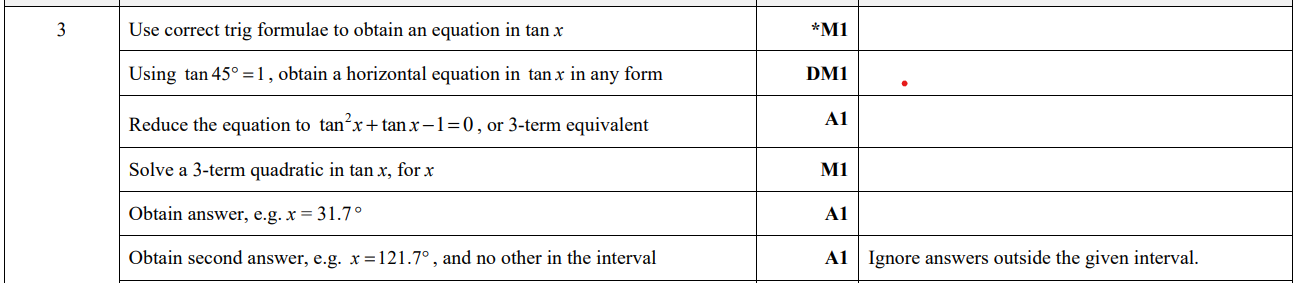 3 Use correct trig formulae to obtain an equation in tan x *M1
Using tan 45° = 1, obtain a horizontal equation in tan x in any form DM1
Reduce the equation to tan²x + tan x − 1 = 0, or 3-term equivalent A1
Solve a 3-term quadratic in tan x, for x M1
Obtain answer, e.g. x = 31.7° A1
Obtain second answer, e.g. x = 121.7°, and no other in the interval A1 Ignore answers outside the given interval.